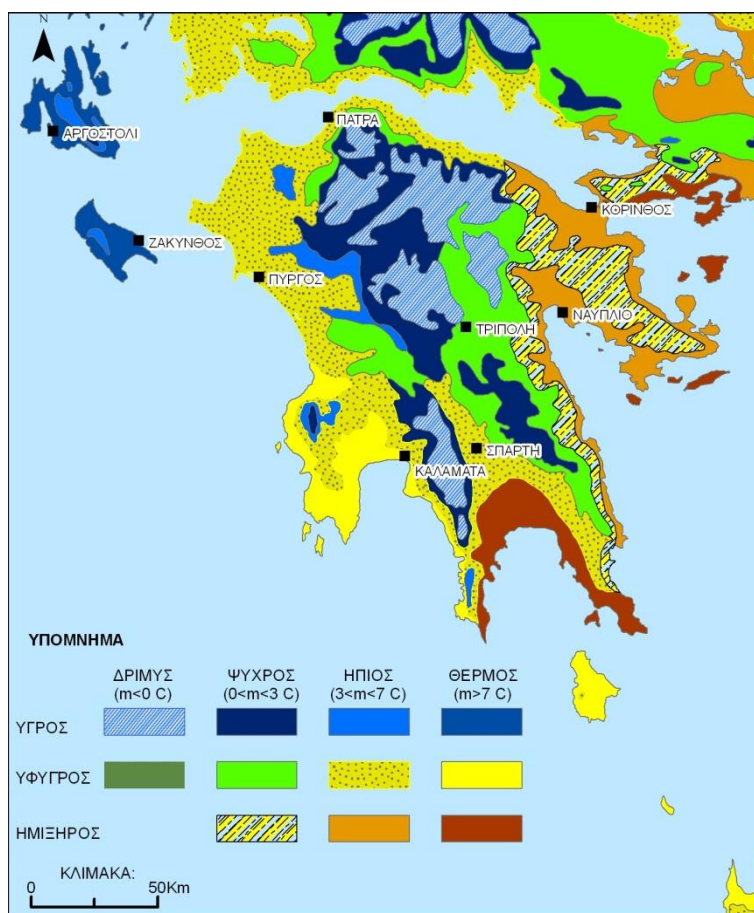 N
ΠΑΤΡΑ
ΑΡΓΟΣΤΟΛΙ
ΚΟΡΙΝΘΟΣ
ΖΑΚΥΝΘΟΣ
ΠΥΡΓΟΣ
ΝΑΥΠΛΙΟ
ΤΡΙΠΟΛΗ
ΣΠΑΡΤΗ
ΚΑΛΑΜΑΤΑ
ΥΠΟΜΝΗΜΑ
ΔΡΙΜΥΣ ΨΥΧΡΟΣ ΗΠΙΟΣ ΘΕΡΜΟΣ
(m<0 C) (0<m<3 C) (3<m<7 C) (m>7 C)
ΥΓΡΟΣ
ΥΦΥΓΡΟΣ
ΗΜΙΞΗΡΟΣ
ΚΛΙΜΑΚΑ:
0 50Km